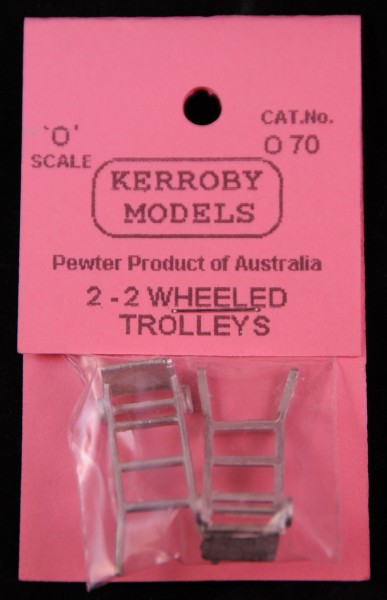 'O'
SCALE
CAT.No.
O 70
KERROBY
MODELS
Pewter Product of Australia
2 - 2 WHEELED
TROLLEYS